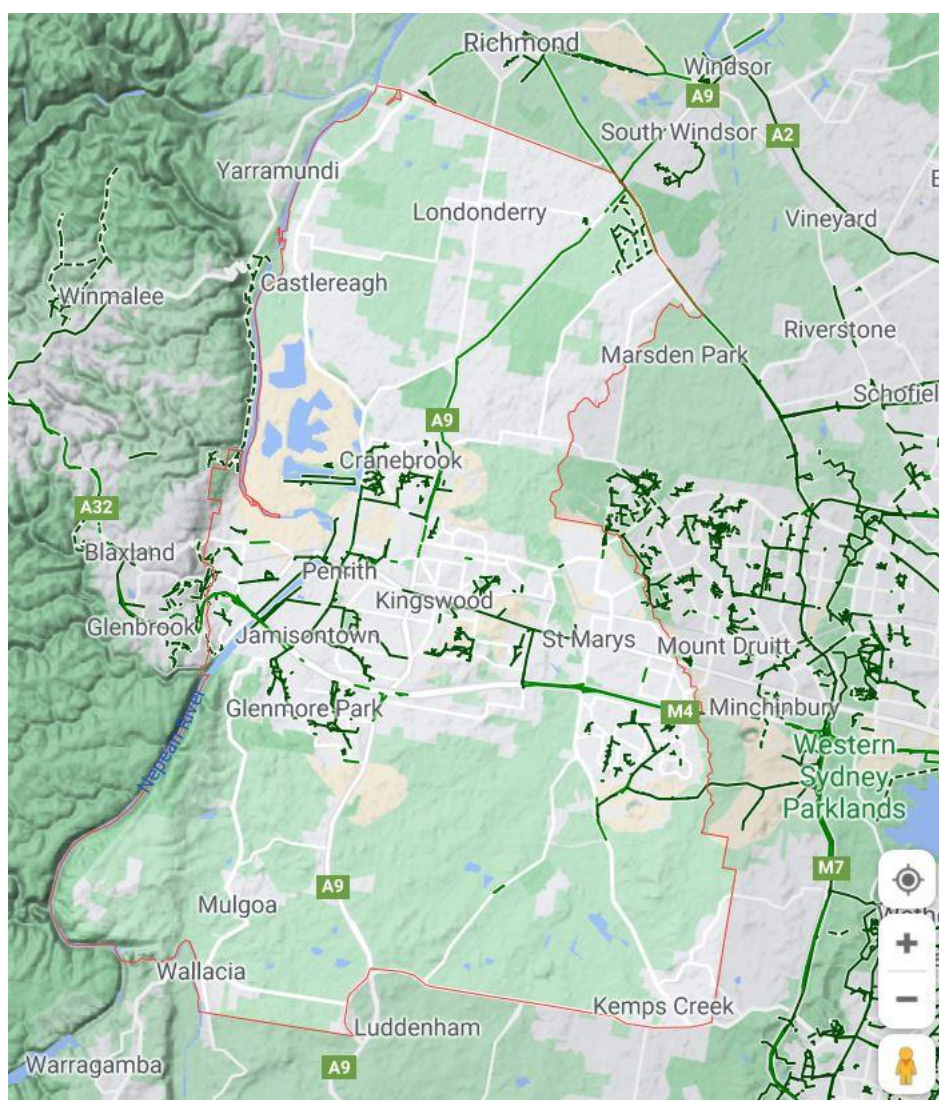 Richmond
Windsor
A9
South Windsor
A2
Yarramundi
Londonderry
Vineyard
Castlereagh
Winmalee
Riverstone
Marsden Park
Schofiel
A9
Cranebrook
A32
Blaxland
Penrith
Kingswood
Glenbrook
Jamisontown
St Marys
Mount Druitt
Glenmore Park
M4
Minchinbury
Nepean River
Western
Sydney
Parklands
M7
A9
Mulgoa
Wallacia
Kemps Creek
Luddenham
Warragamba
A9